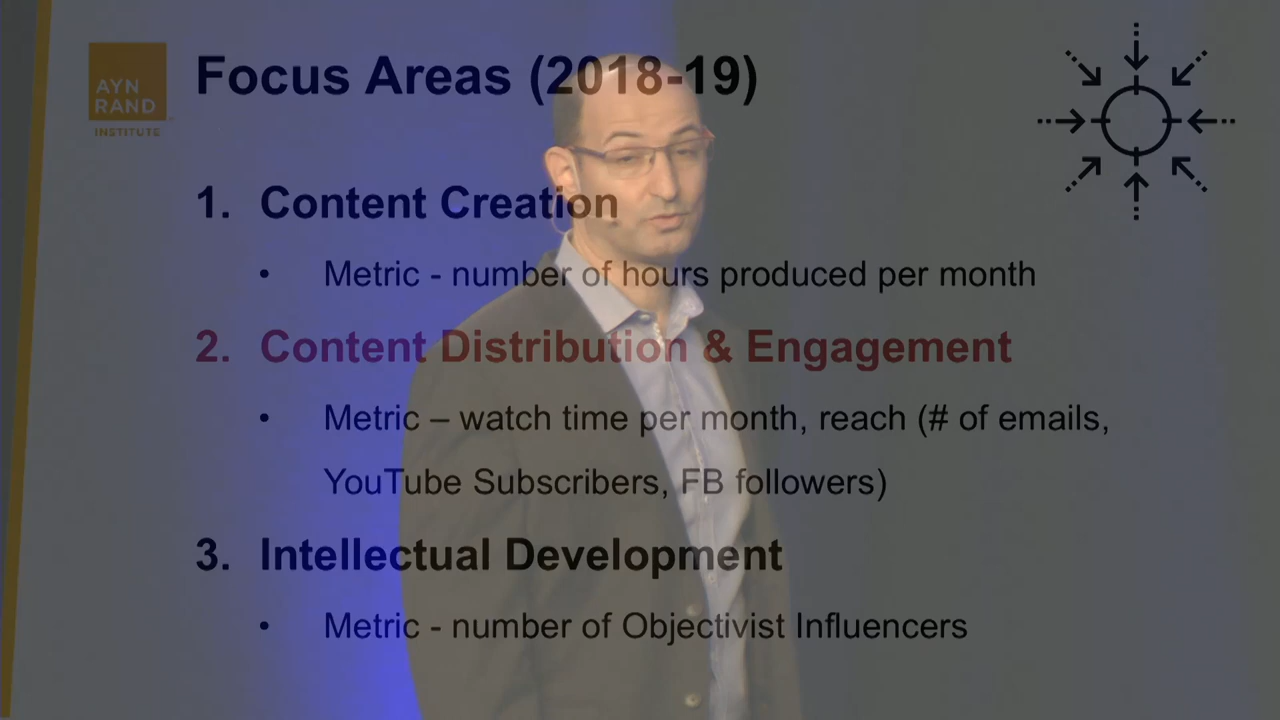 AYN
RAND
INSTITUTE
Focus Areas (2018-19)
1. Content Creation
• Metric - number of hours produced per month
2. Content Distribution & Engagement
• Metric – watch time per month, reach (# of emails,
YouTube Subscribers, FB followers)
3. Intellectual Development
• Metric - number of Objectivist Influencers